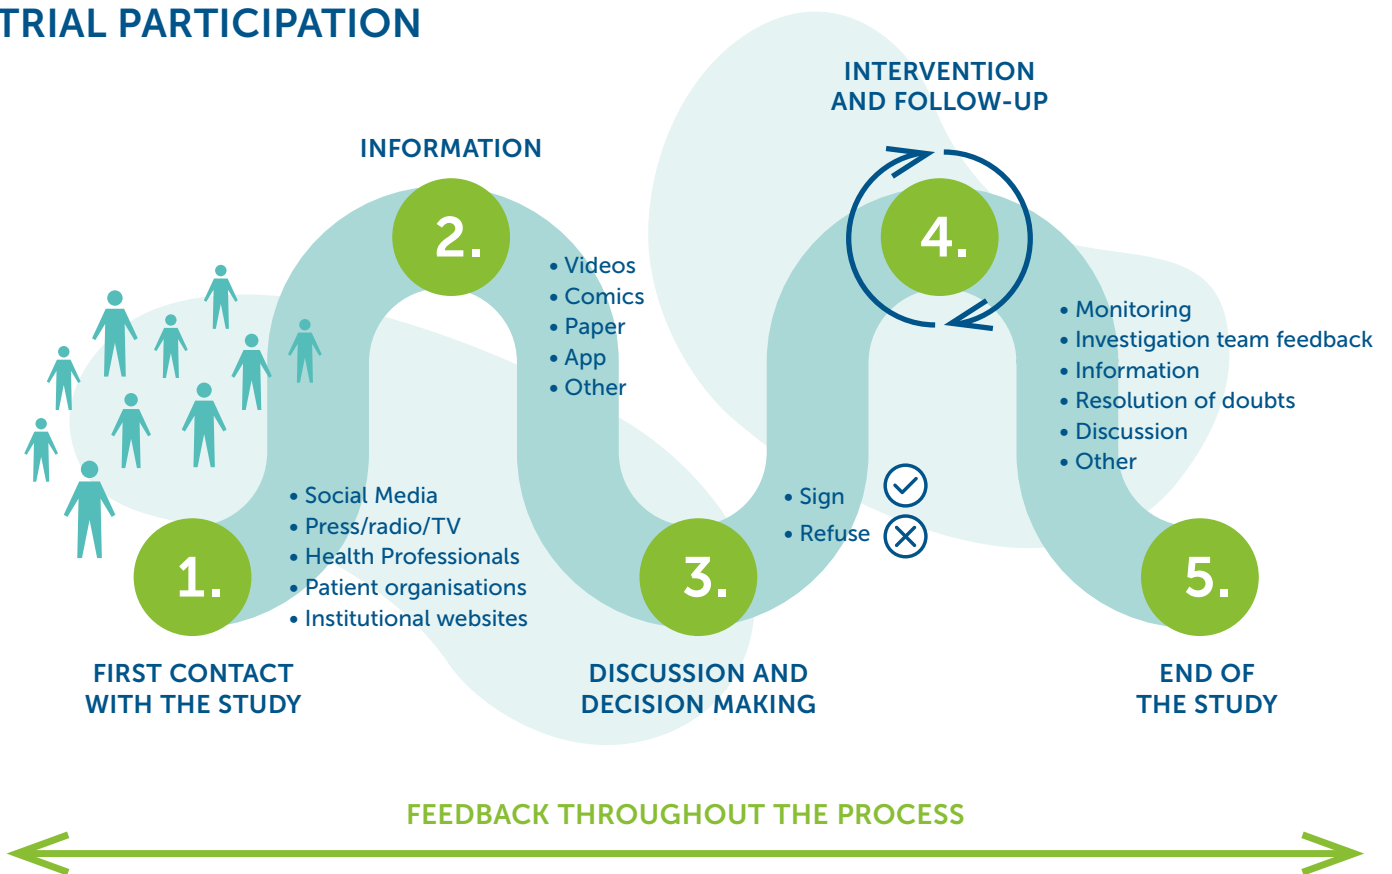 TRIAL PARTICIPATION
INTERVENTION
AND FOLLOW-UP
INFORMATION
2.
4.
• Videos
• Comics
• Paper
• App
• Other
• Monitoring
• Investigation team feedback
• Information
• Resolution of doubts
• Discussion
• Other
• Social Media
• Press/radio/TV
• Health Professionals
• Patient organisations
• Institutional websites
• Sign
• Refuse
1.
3.
5.
FIRST CONTACT
WITH THE STUDY
DISCUSSION AND
DECISION MAKING
END OF
THE STUDY
FEEDBACK THROUGHOUT THE PROCESS